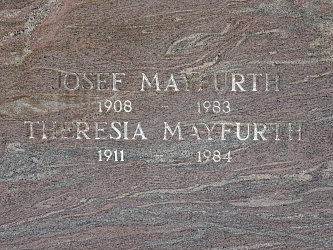 JOSEF MAYFURTH
1908 – 1983
THERESIA MAYFURTH
1911 – 1984